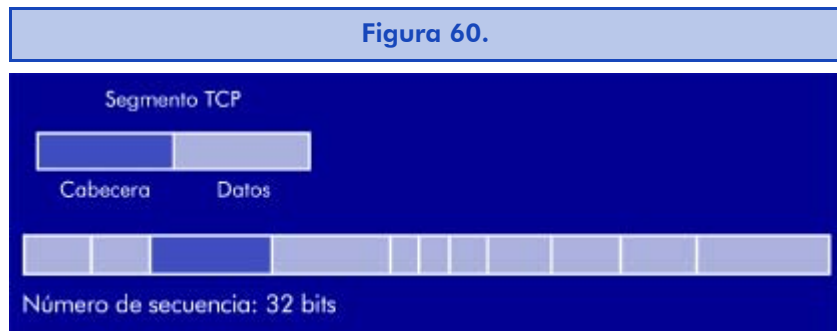 Figura 60.
Segmento TCP
Cabecera Datos
Número de secuencia: 32 bits